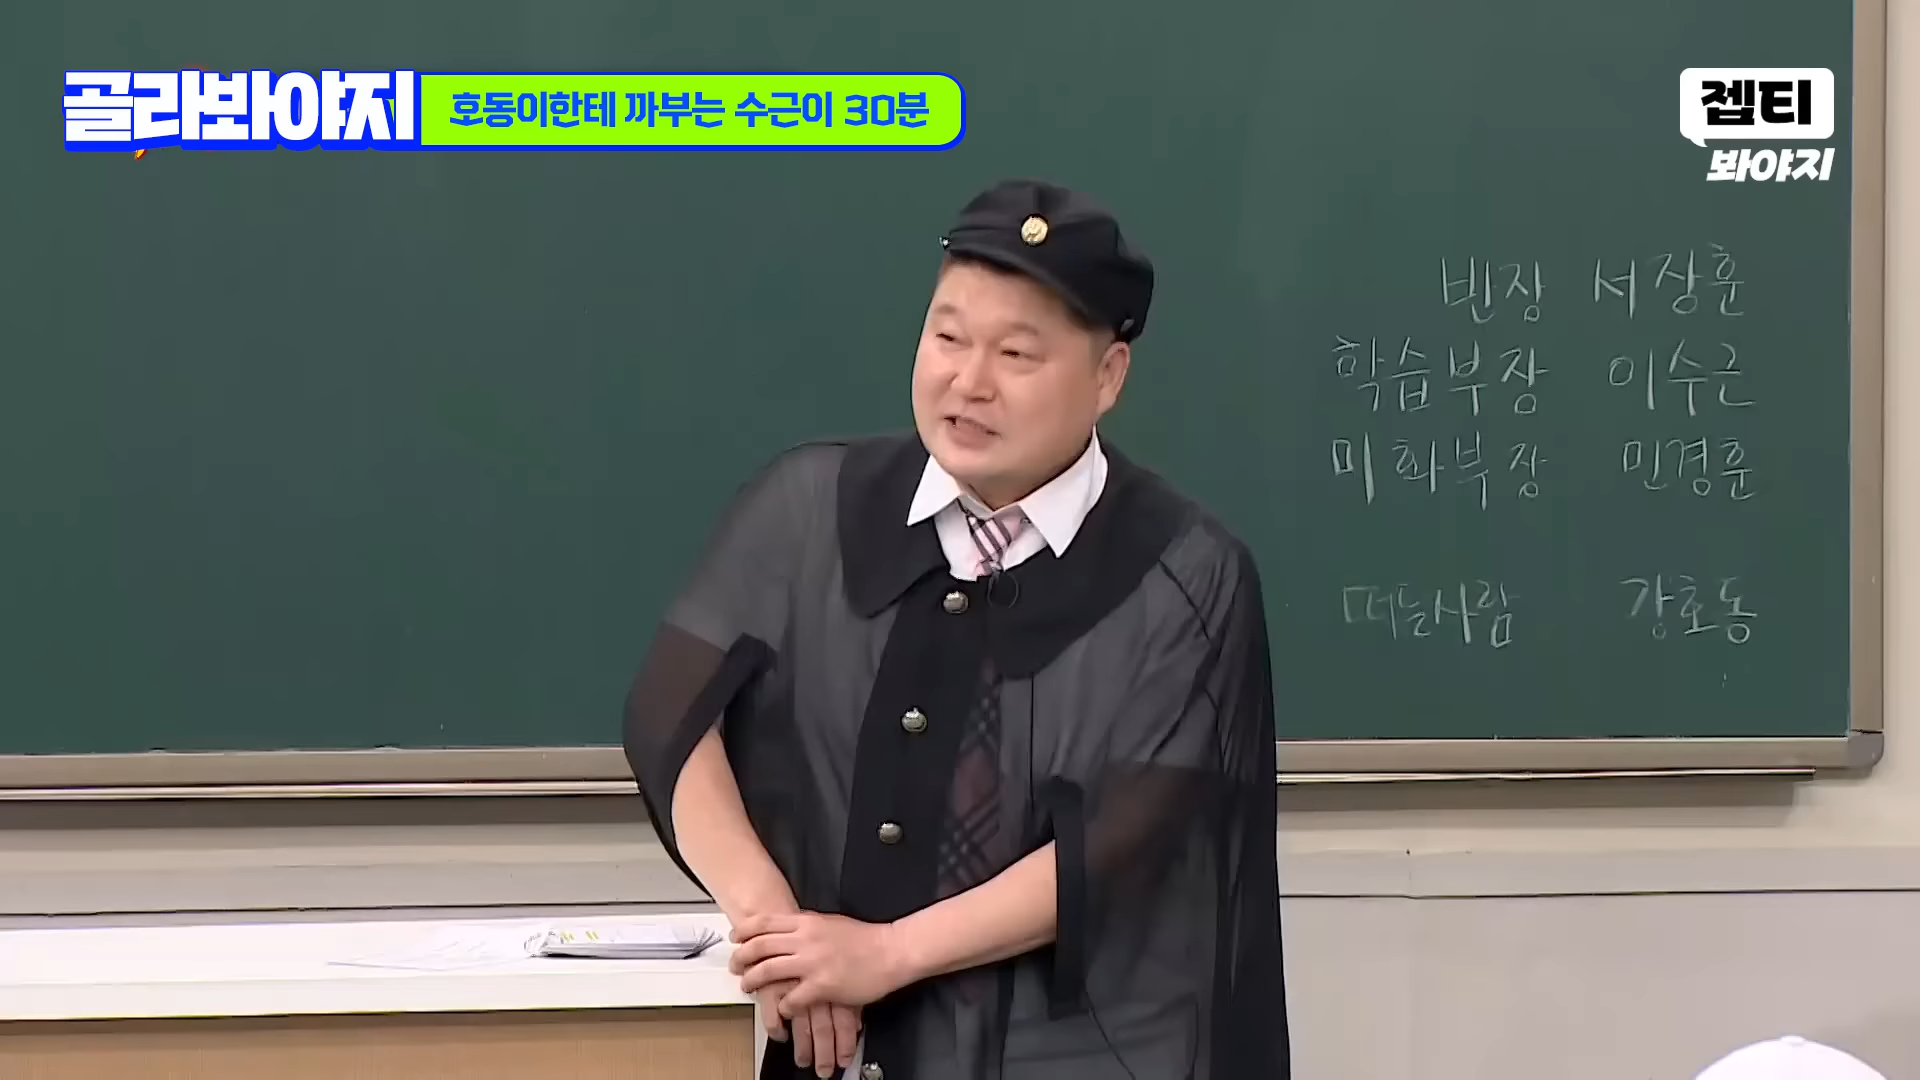 골라봐야지 호동이한테 까부는 수근이 30분
젭티
봐야지
반장 서장훈
학습부장 이수근
미화부장 민경훈
떠든사람 강호동